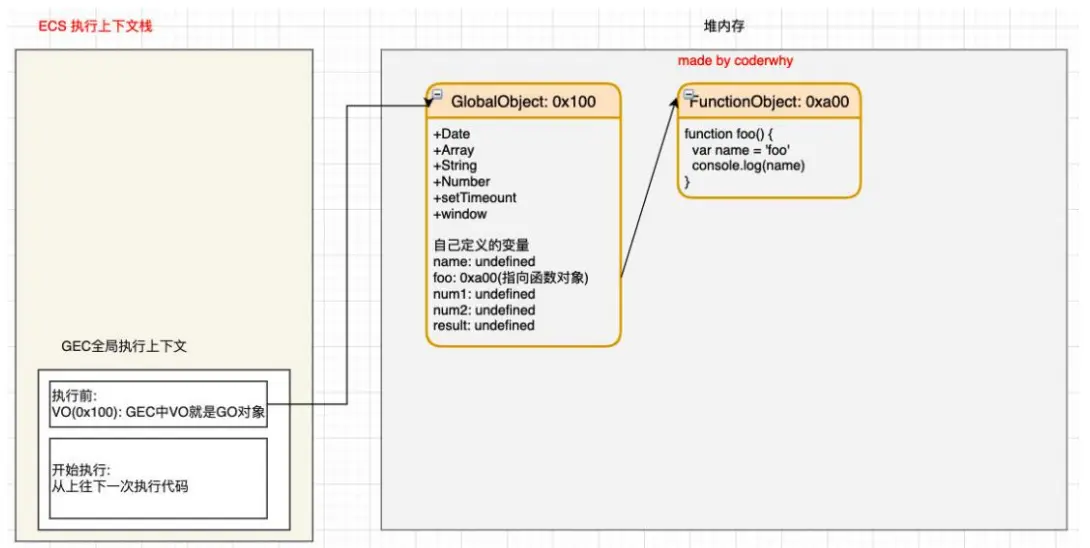 ECS 执行上下文栈
堆内存
made by coderwhy
GlobalObject: 0x100
+Date
+Array
+String
+Number
+setTimeount
+window
自己定义的变量
name: undefined
foo: 0xa00(指向函数对象)
num1: undefined
num2: undefined
result: undefined
FunctionObject: 0xa00
function foo() {
var name = 'foo'
console.log(name)
}
GEC全局执行上下文
执行前:
VO(0x100): GEC中VO就是GO对象
开始执行:
从上往下一次执行代码